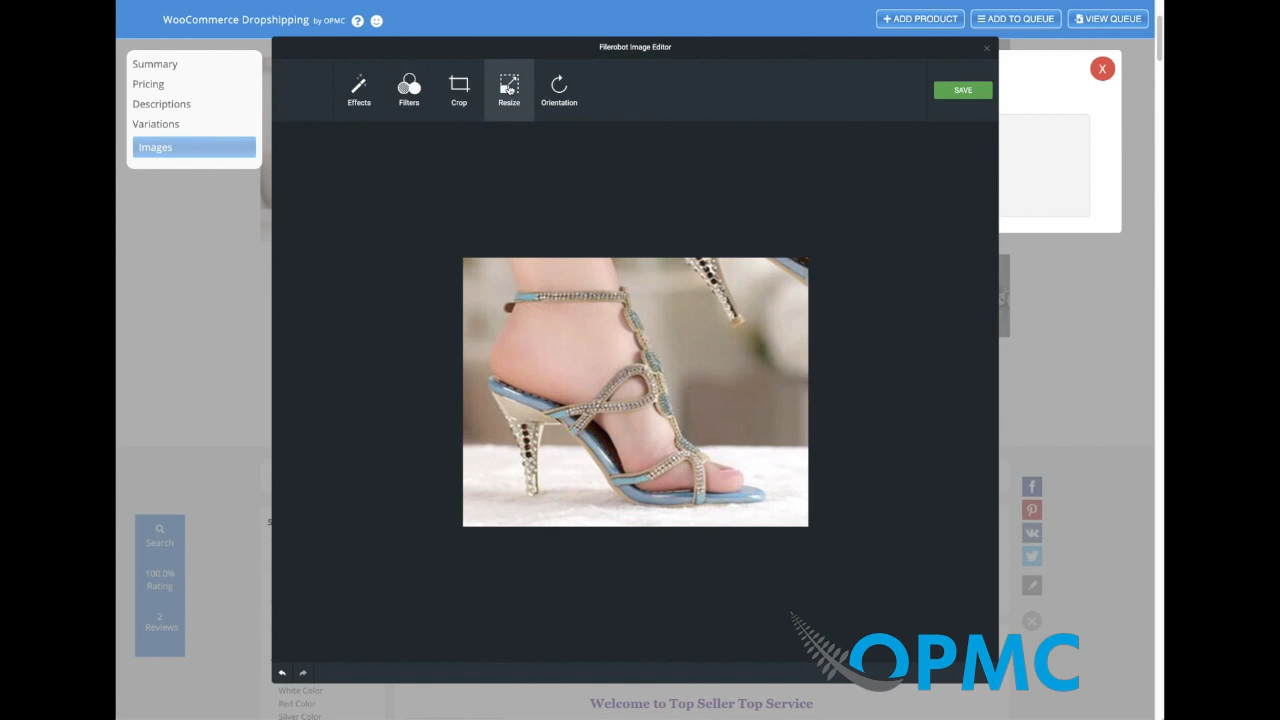 WooCommerce Dropshipping by OPMC
ADD PRODUCT
ADD TO QUEUE
VIEW QUEUE
Summary
Pricing
Descriptions
Variations
Images
Filerobot Image Editor
Effects
Filters
Crop
Resize
Orientation
SAVE
X
Search
100.0%
Rating
2
Reviews
White Color
Red Color
Silver Color
Welcome to Top Seller Top Service
OPMC